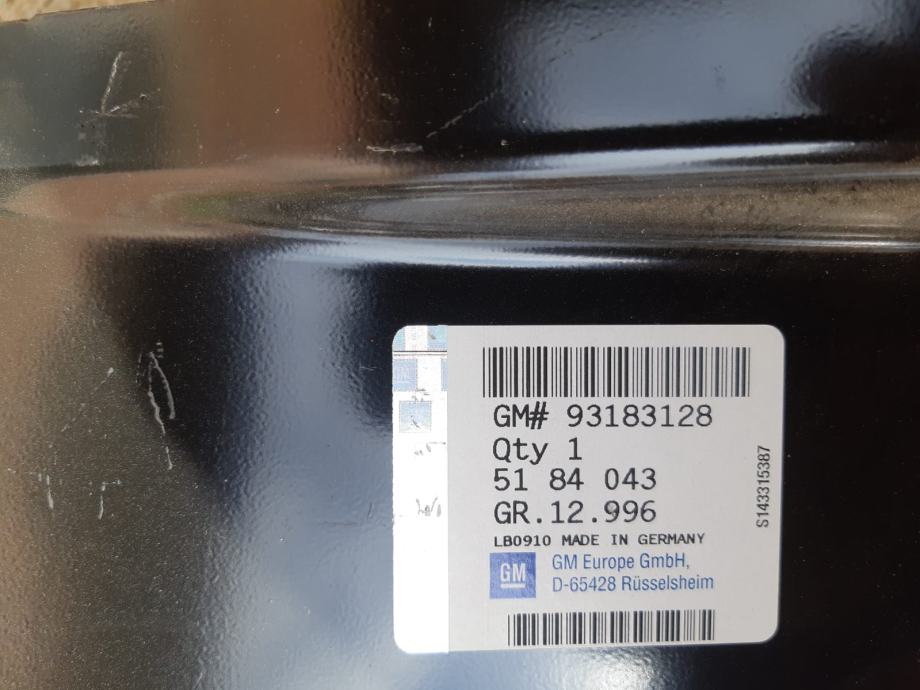 GM# 93183128
Qty 1
51 84 043
GR.12.996
LB0910 MADE IN GERMANY
GM
GM Europe GmbH,
D-65428 Rüsselsheim
S143315387